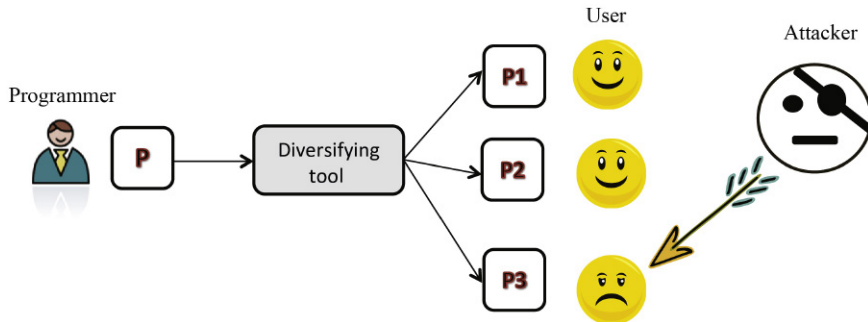 User
Attacker
Programmer
P
Diversifying
tool
P1
P2
P3